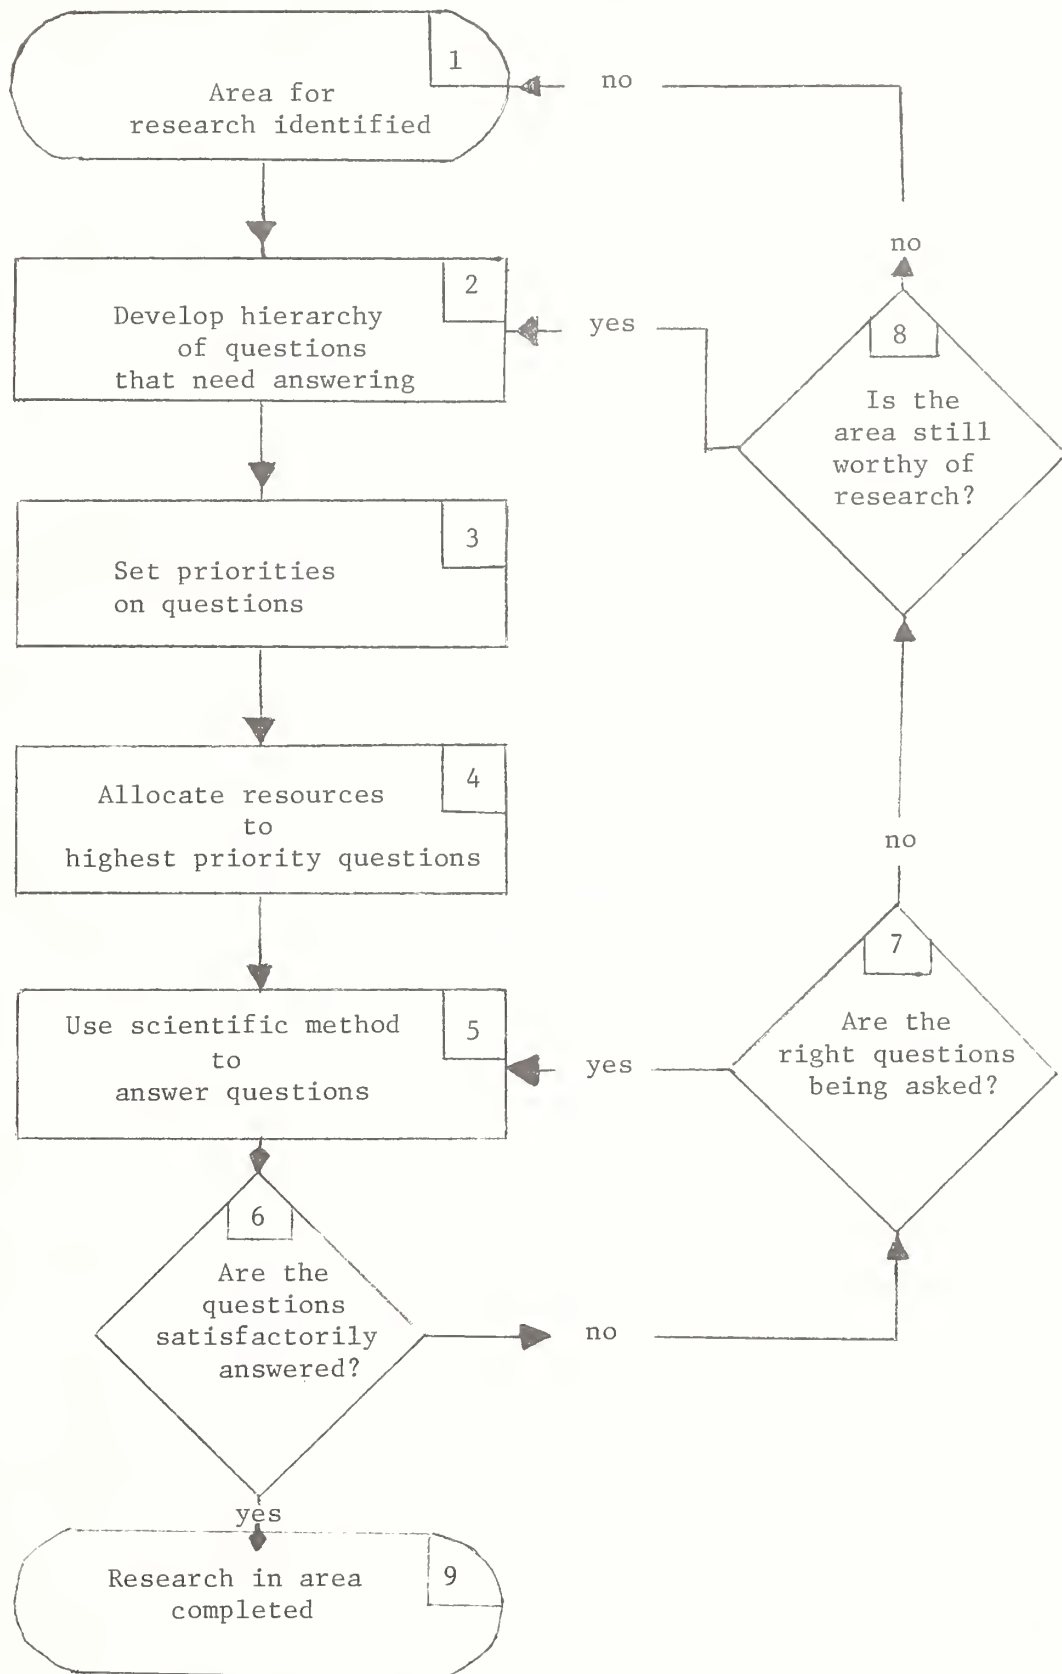 1
Area for
research identified
no
2
Develop hierarchy
of questions
that need answering
yes
no
8
Is the
area still
worthy of
research?
3
Set priorities
on questions
4
Allocate resources
to
highest priority questions
no
7
Are the
right questions
being asked?
5
Use scientific method
to
answer questions
yes
6
Are the
questions
satisfactorily
answered?
no
yes
9
Research in area
completed